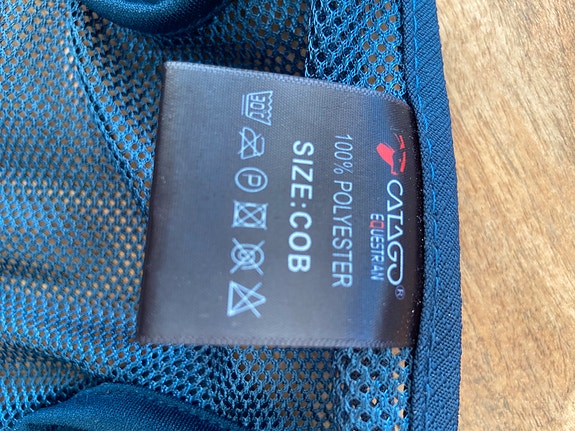 CATAGO®
EQUESTRIAN
100% POLYESTER
SIZE:COB